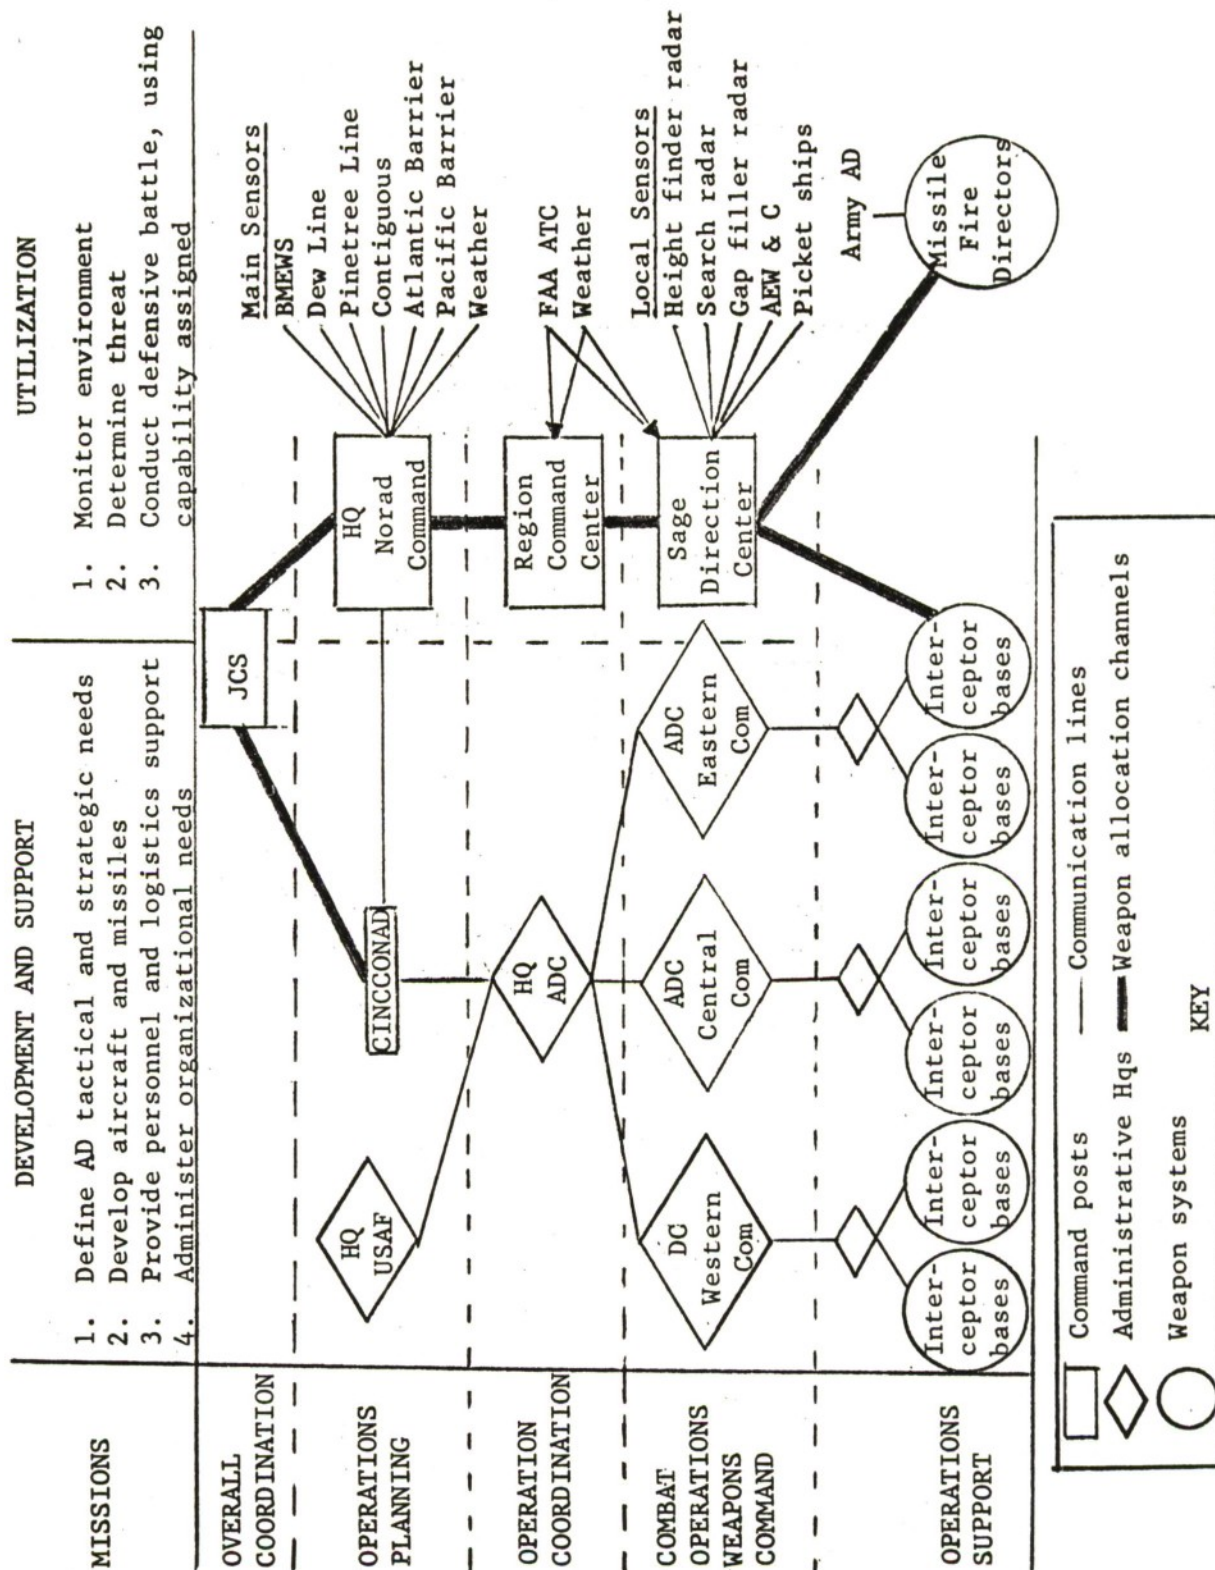 MISSIONS
DEVELOPMENT AND SUPPORT
1. Define AD tactical and strategic needs
2. Develop aircraft and missiles
3. Provide personnel and logistics support
4. Administer organizational needs
UTILIZATION
1. Monitor environment
2. Determine threat
3. Conduct defensive battle, using
capability assigned
OVERALL
COORDINATION
JCS
OPERATIONS
PLANNING
HQ
USAF
CINCCONAD
HQ
Norad
Command
Main Sensors
BMEWS
Dew Line
Pinetree Line
Contiguous
Atlantic Barrier
Pacific Barrier
Weather
OPERATION
COORDINATION
HQ
ADC
Region
Command
Center
FAA ATC
Weather
COMBAT
OPERATIONS
WEAPONS
COMMAND
DC
Western
Com
ADC
Central
Com
ADC
Eastern
Com
Sage
Direction
Center
Local Sensors
Height finder radar
Search radar
Gap filler radar
AEW & C
Picket ships
OPERATIONS
SUPPORT
Inter-
ceptor
bases
Inter-
ceptor
bases
Inter-
ceptor
bases
Inter-
ceptor
bases
Inter-
ceptor
bases
Inter-
ceptor
bases
Army AD
Missile
Fire
Directors
Command posts
Communication lines
Administrative Hqs
Weapon allocation channels
Weapon systems
KEY